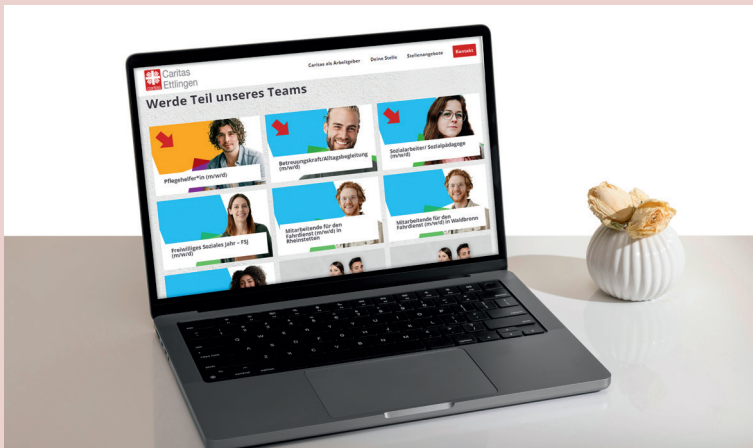 Caritas
Ettlingen
Caritas als Arbeitgeber
Deine Stelle
Stellenangebote
Kontakt
Werde Teil unseres Teams
Pflegehelfer*in (m/w/d)
Betreuungskraft/Alltagsbegleitung
(m/w/d)
Sozialarbeiter/ Sozialpädagoge
(m/w/d)
Freiwilliges Soziales Jahr – FSJ
(m/w/d)
Mitarbeitende für den
Fahrdienst (m/w/d) in
Rheinstetten
Mitarbeitende für den
Fahrdienst (m/w/d) in Waldbronn